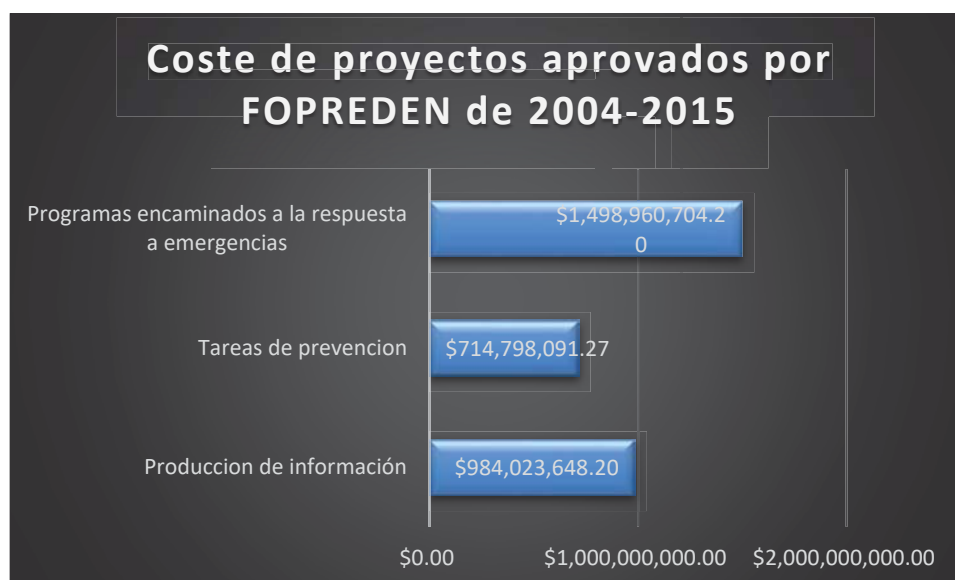 Coste de proyectos aprovados por
FOPREDEN de 2004-2015
Programas encaminados a la respuesta
a emergencias
$1,498,960,704.2
0
Tareas de prevencion
$714,798,091.27
Produccion de información
$984,023,648.20
$0.00
$1,000,000,000.00
$2,000,000,000.00